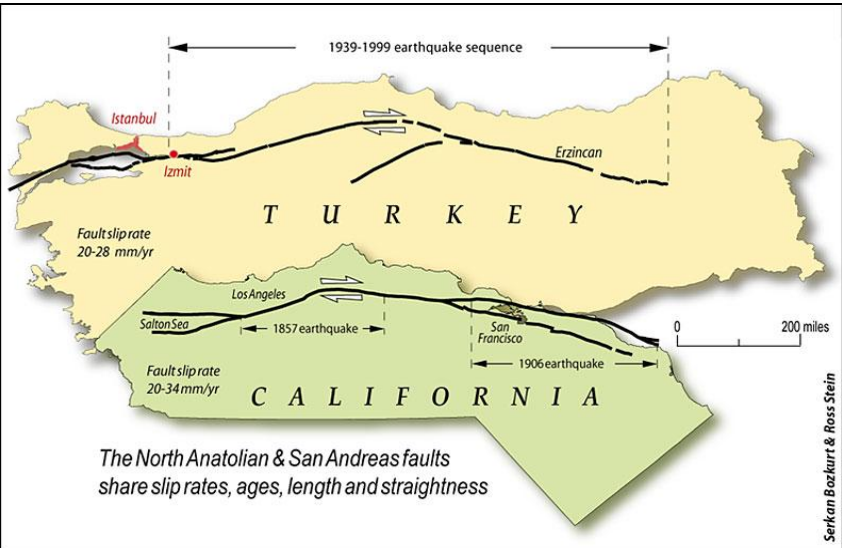 1939-1999 earthquake sequence
Istanbul
Izmit
Erzincan
T U R K E Y
Fault slip rate
20-28 mm/yr
Los Angeles
Salton Sea
1857 earthquake
San
Francisco
0 200 miles
1906 earthquake
Fault slip rate
20-34 mm/yr
C A L I F O R N I A
The North Anatolian & San Andreas faults
share slip rates, ages, length and straightness
Serkan Bozkurt & Ross Stein